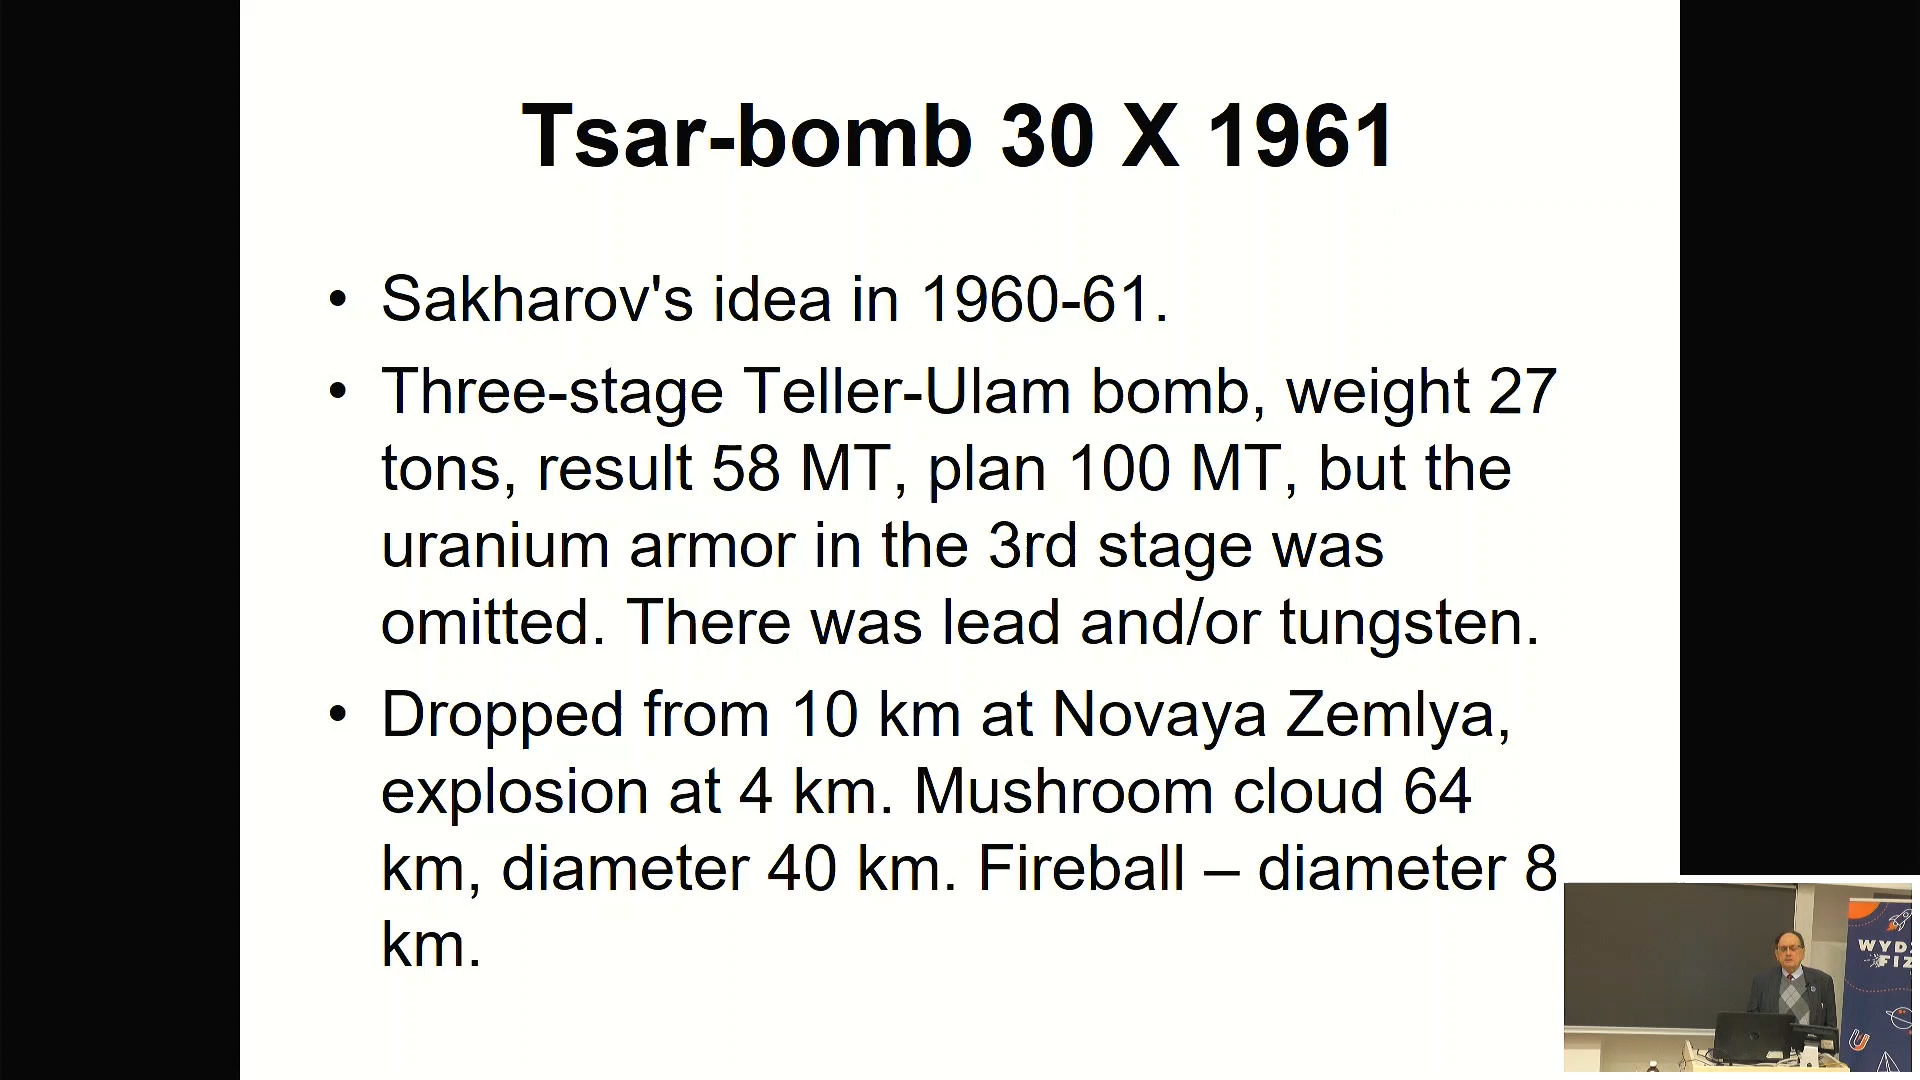 Tsar-bomb 30 X 1961
• Sakharov's idea in 1960-61.
• Three-stage Teller-Ulam bomb, weight 27
tons, result 58 MT, plan 100 MT, but the
uranium armor in the 3rd stage was
omitted. There was lead and/or tungsten.
• Dropped from 10 km at Novaya Zemlya,
explosion at 4 km. Mushroom cloud 64
km, diameter 40 km. Fireball – diameter 8
km.
WYDZ
FIZ